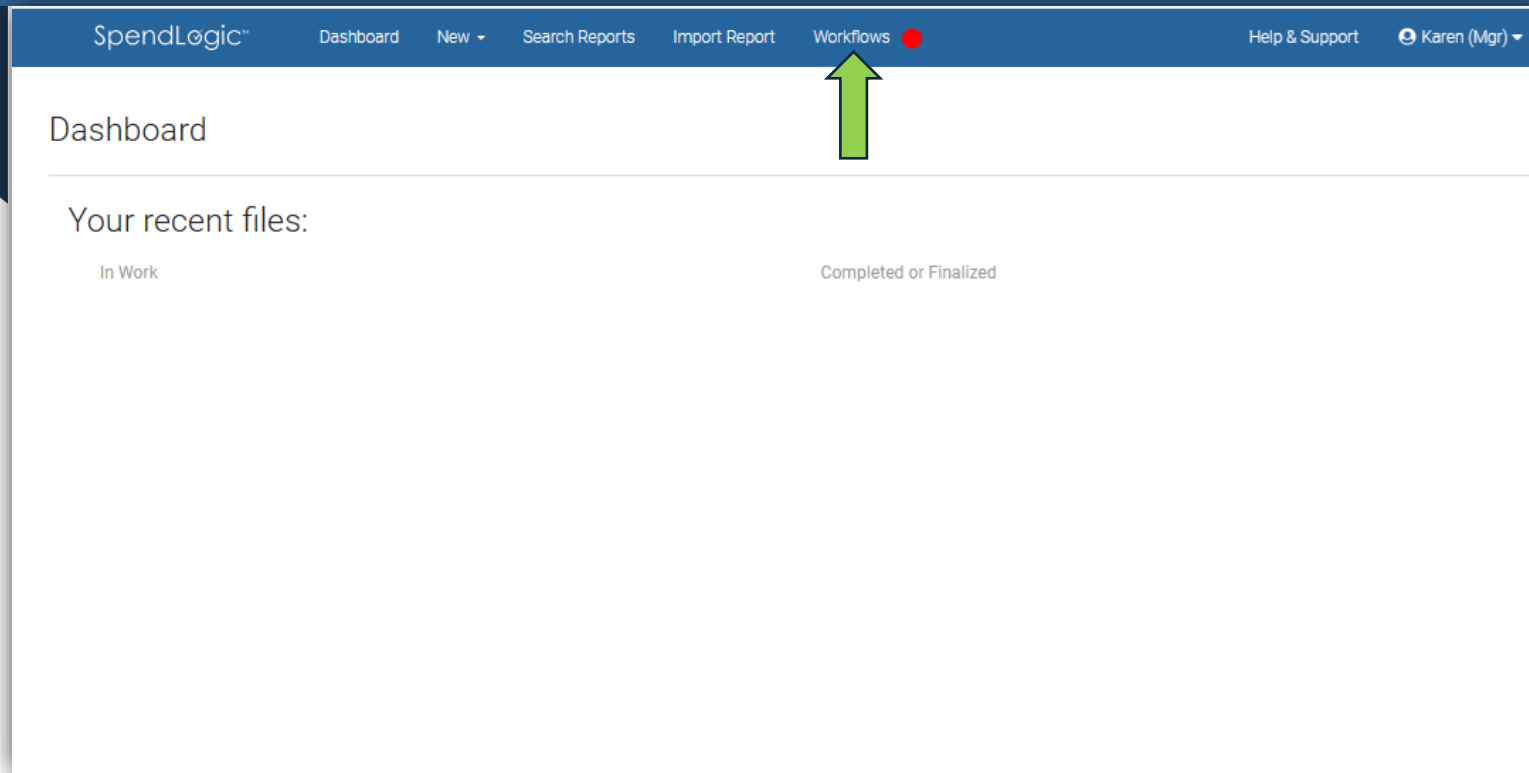 SpendLogic™ Dashboard New Search Reports Import Report Workflows Help & Support Karen (Mgr)
Dashboard
Your recent files:
In Work Completed or Finalized